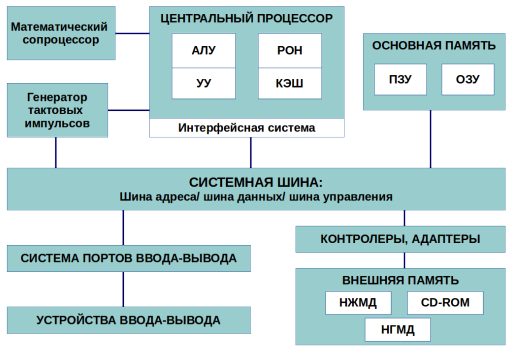 Математический
сопроцессор
ЦЕНТРАЛЬНЫЙ ПРОЦЕССОР
АЛУ
РОН
УУ
КЭШ
Интерфейсная система
ОСНОВНАЯ ПАМЯТЬ
ПЗУ
ОЗУ
Генератор
тактовых
импульсов
СИСТЕМНАЯ ШИНА:
Шина адреса/ шина данных/ шина управления
СИСТЕМА ПОРТОВ ВВОДА-ВЫВОДА
УСТРОЙСТВА ВВОДА-ВЫВОДА
КОНТРОЛЕРЫ, АДАПТЕРЫ
ВНЕШНЯЯ ПАМЯТЬ
НЖМД
CD-ROM
НГМД